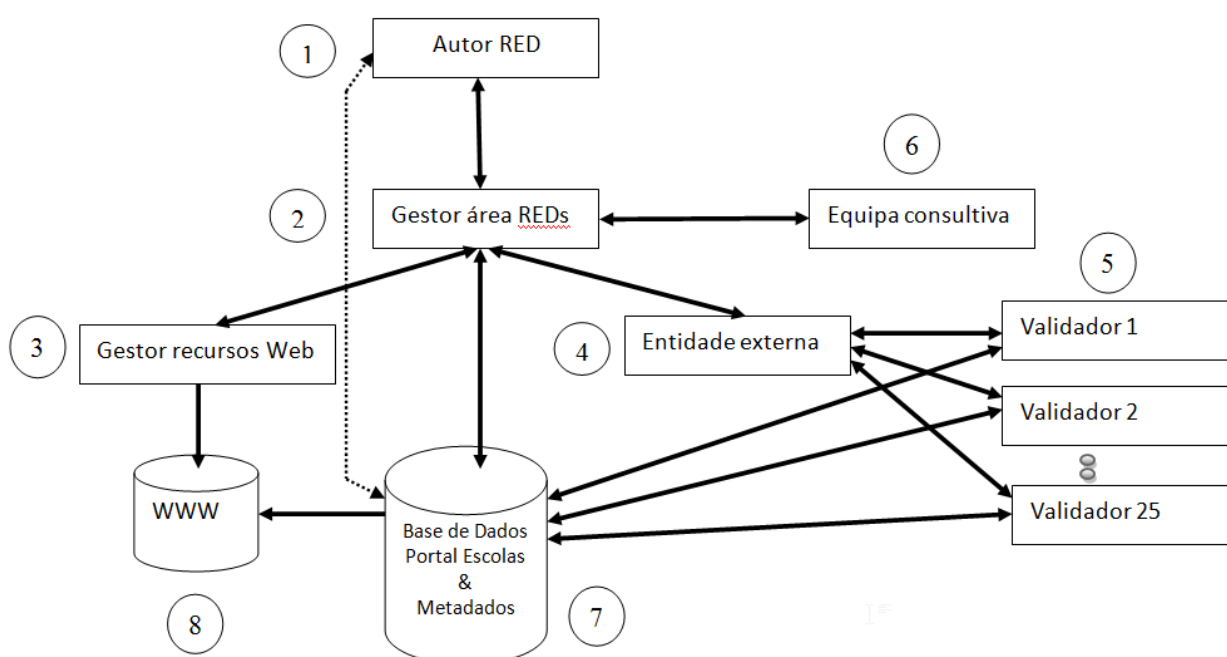 1
Autor RED
6
2
Gestor área REDs
Equipa consultiva
5
3
Gestor recursos Web
4
Entidade externa
Validador 1
Validador 2
Validador 25
WWW
Base de Dados
Portal Escolas
&
Metadados
8
7